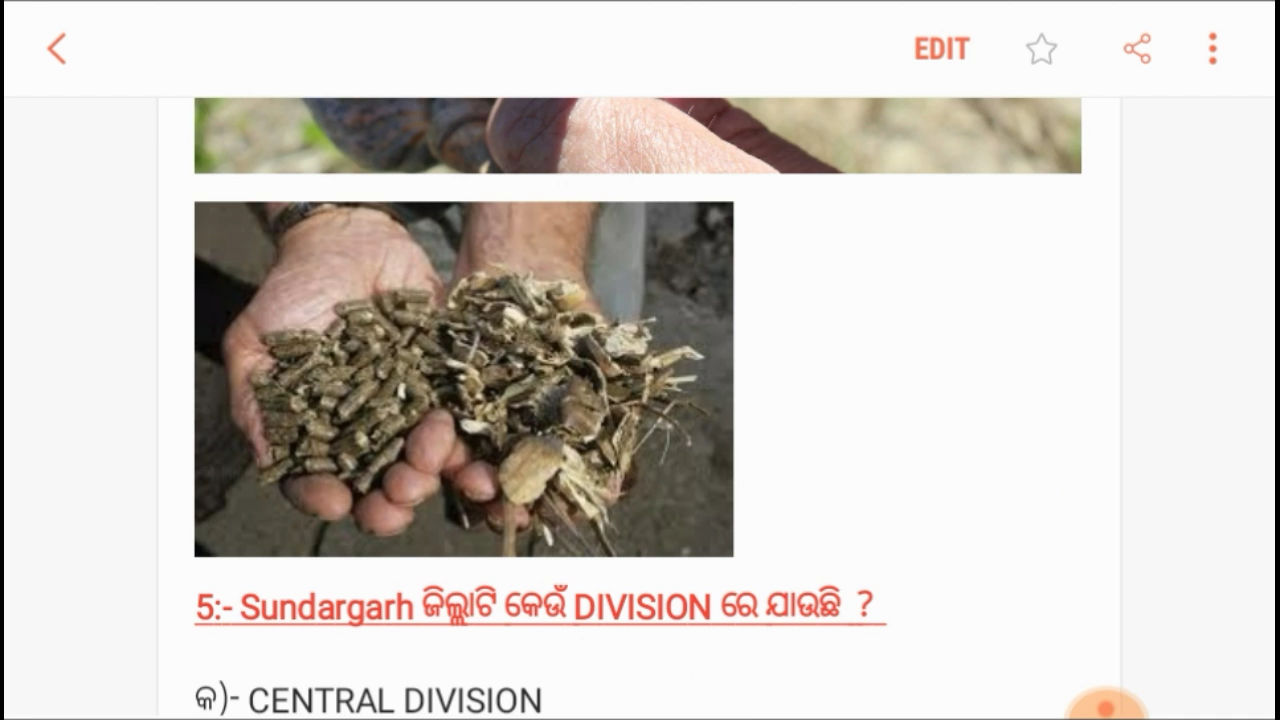 EDIT
5:- Sundargarh ଜିଲ୍ଲାଟି କେଉଁ DIVISION ରେ ଯାଉଛି ?
କ)- CENTRAL DIVISION